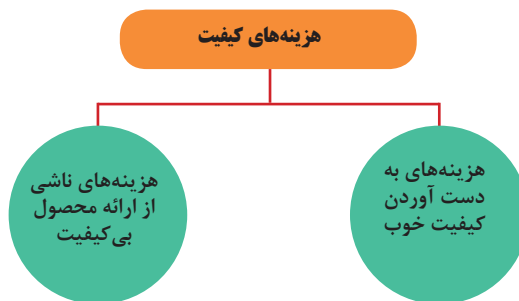 هزینه‌های کیفیت
هزینه‌های به
دست آوردن
کیفیت خوب
هزینه‌های ناشی
از ارائه محصول
بی‌کیفیت